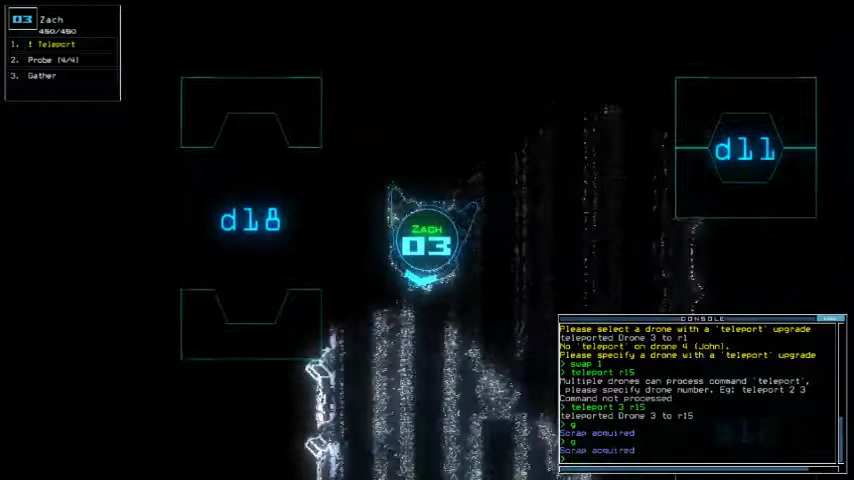 03 Zach
450/450
1. ! Teleport
2. Probe (4/4)
3. Gather
d18
d11
ZACH
03
CONSOLE
Please select a drone with a 'teleport' upgrade
teleported Drone 3 to r1
No 'teleport' on drone 4 (John).
Please specify a drone with a 'teleport' upgrade
> swap 1
> teleport r15
Multiple drones can process command 'teleport',
please specify drone number. Eg: teleport 2 3
Command not processed
> teleport 3 r15
teleported Drone 3 to r15
> g
Scrap acquired
> g
Scrap acquired
>